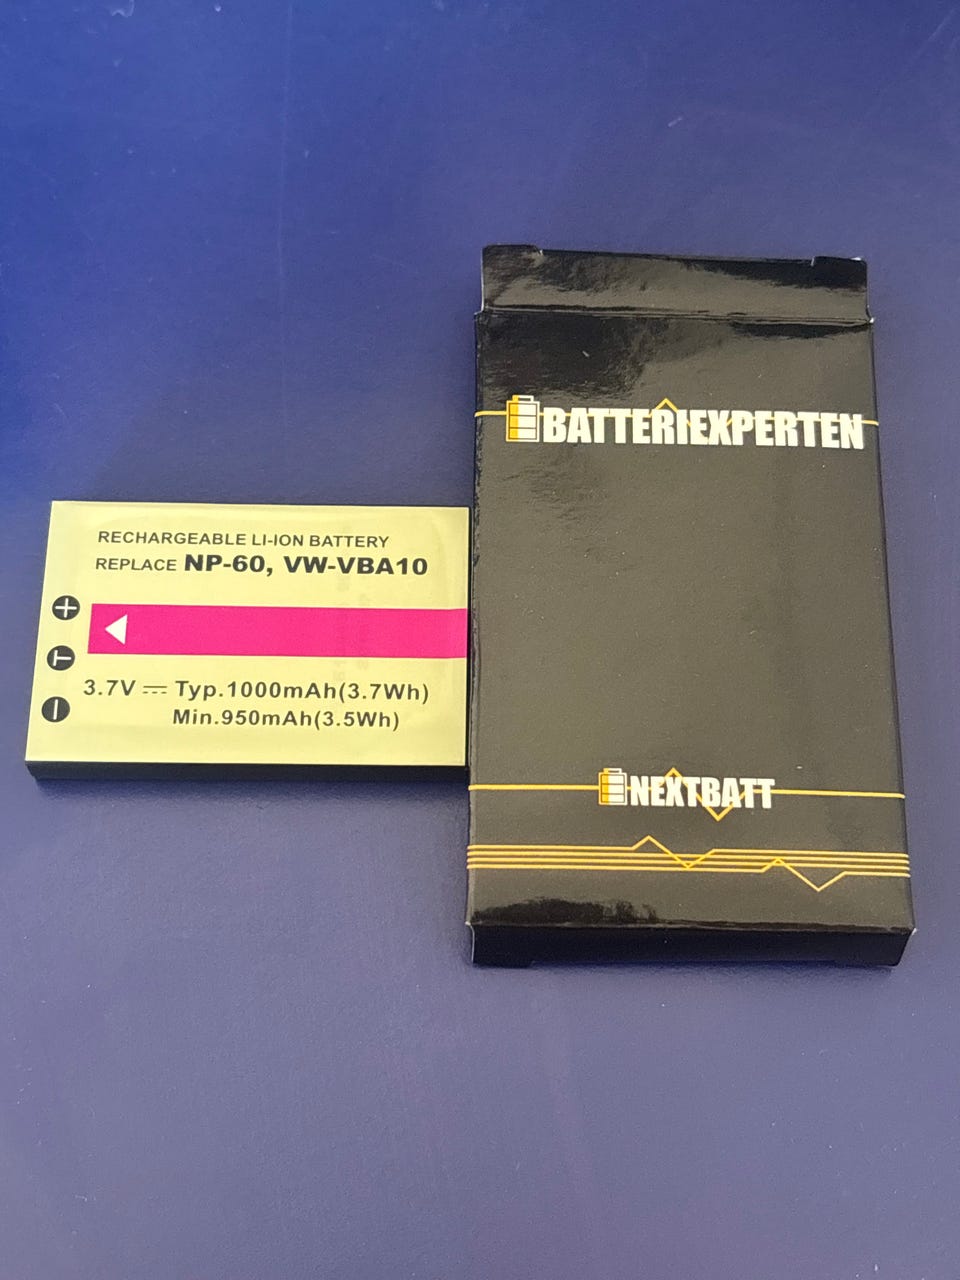 RECHARGEABLE LI-ION BATTERY
REPLACE NP-60, VW-VBA10
+
T
−
3.7V ⎓ Typ.1000mAh(3.7Wh)
Min.950mAh(3.5Wh)
BATTERIEXPERTEN
NEXTBATT